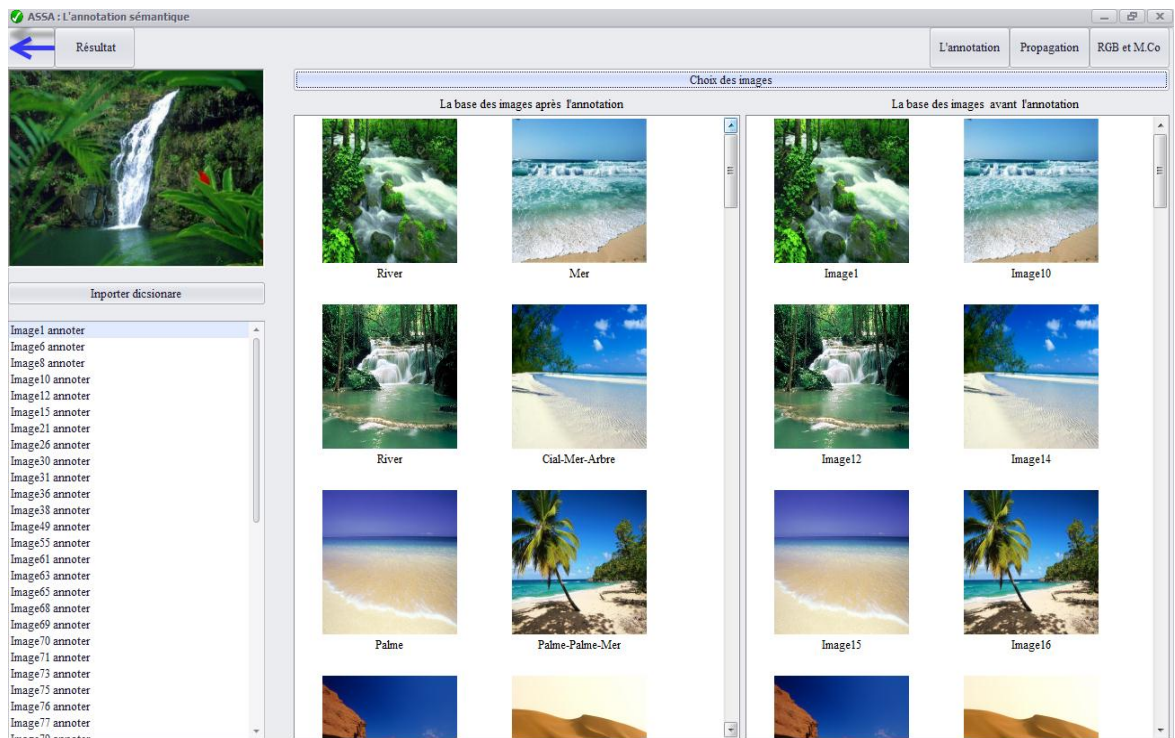 ASSA : L'annotation sémantique
Résultat
L'annotation
Propagation
RGB et M.Co
Choix des images
La base des images après l'annotation
La base des images avant l'annotation
River
Mer
Image1
Image10
Inporter dicsionare
Image1 annoter
Image6 annoter
Image8 annoter
Image10 annoter
Image12 annoter
Image15 annoter
Image21 annoter
Image26 annoter
Image30 annoter
Image31 annoter
Image36 annoter
Image38 annoter
Image49 annoter
Image55 annoter
Image61 annoter
Image63 annoter
Image65 annoter
Image68 annoter
Image69 annoter
Image70 annoter
Image71 annoter
Image73 annoter
Image75 annoter
Image76 annoter
Image77 annoter
River
Cial-Mer-Arbre
Image12
Image14
Palme
Palme-Palme-Mer
Image15
Image16